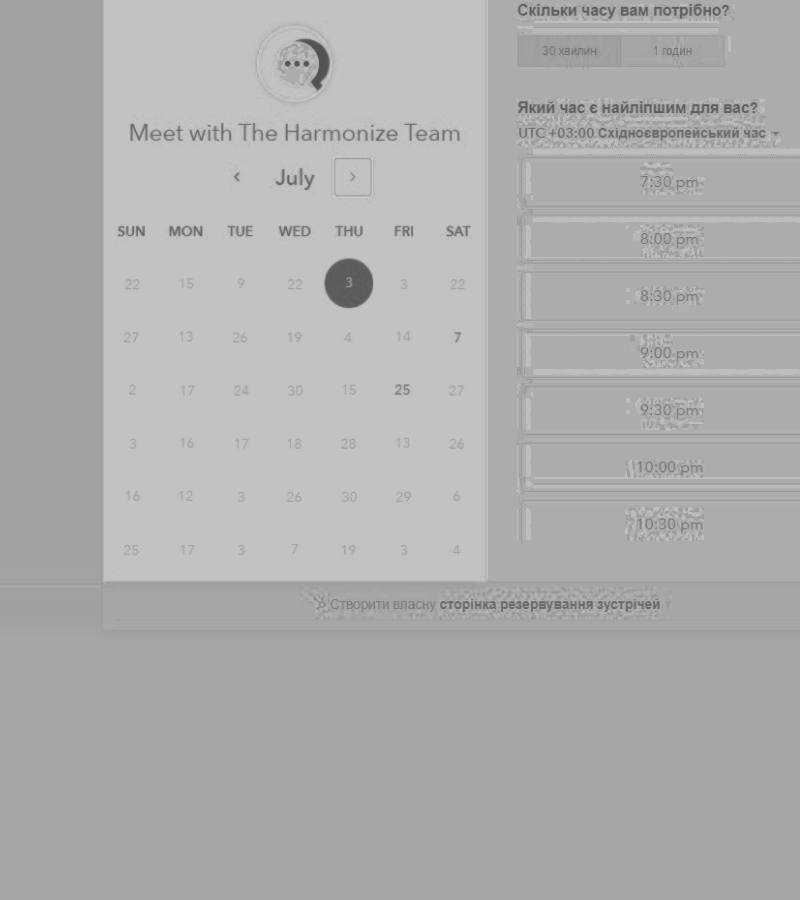 Meet with The Harmonize Team
July
SUN MON TUE WED THU FRI SAT
22 15 9 22 3 3 22
27 13 26 19 4 14 7
2 17 24 30 15 25 27
3 16 17 18 28 13 26
16 12 3 26 30 29 6
25 17 3 7 19 3 4
Скільки часу вам потрібно?
30 хвилин 1 годин
Який час є найліпшим для вас?
UTC +03:00 Східноєвропейський час
7:30 pm
8:00 pm
8:30 pm
9:00 pm
9:30 pm
10:00 pm
10:30 pm
Створити власну сторінка резервування зустрічей